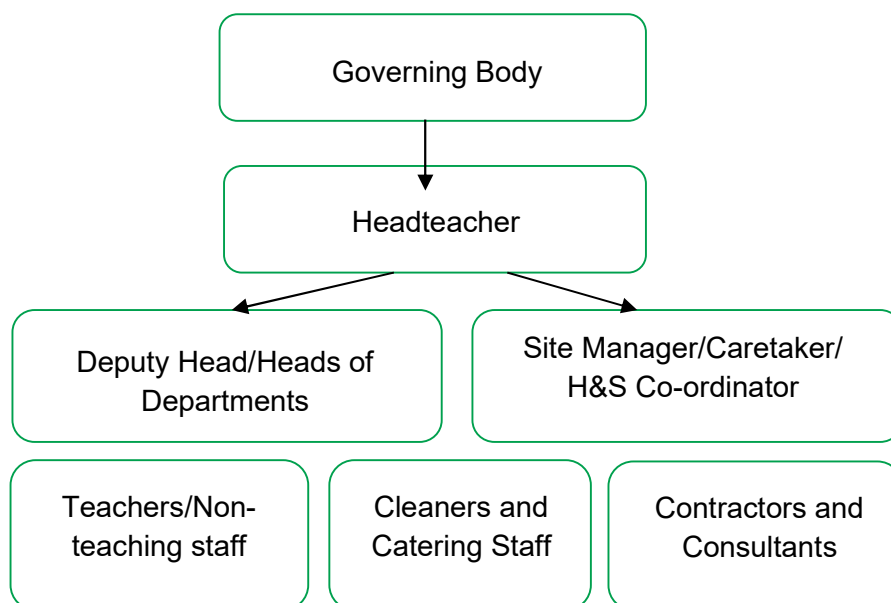 Governing Body
Headteacher
Deputy Head/Heads of
Departments
Site Manager/Caretaker/
H&S Co-ordinator
Teachers/Non-
teaching staff
Cleaners and
Catering Staff
Contractors and
Consultants